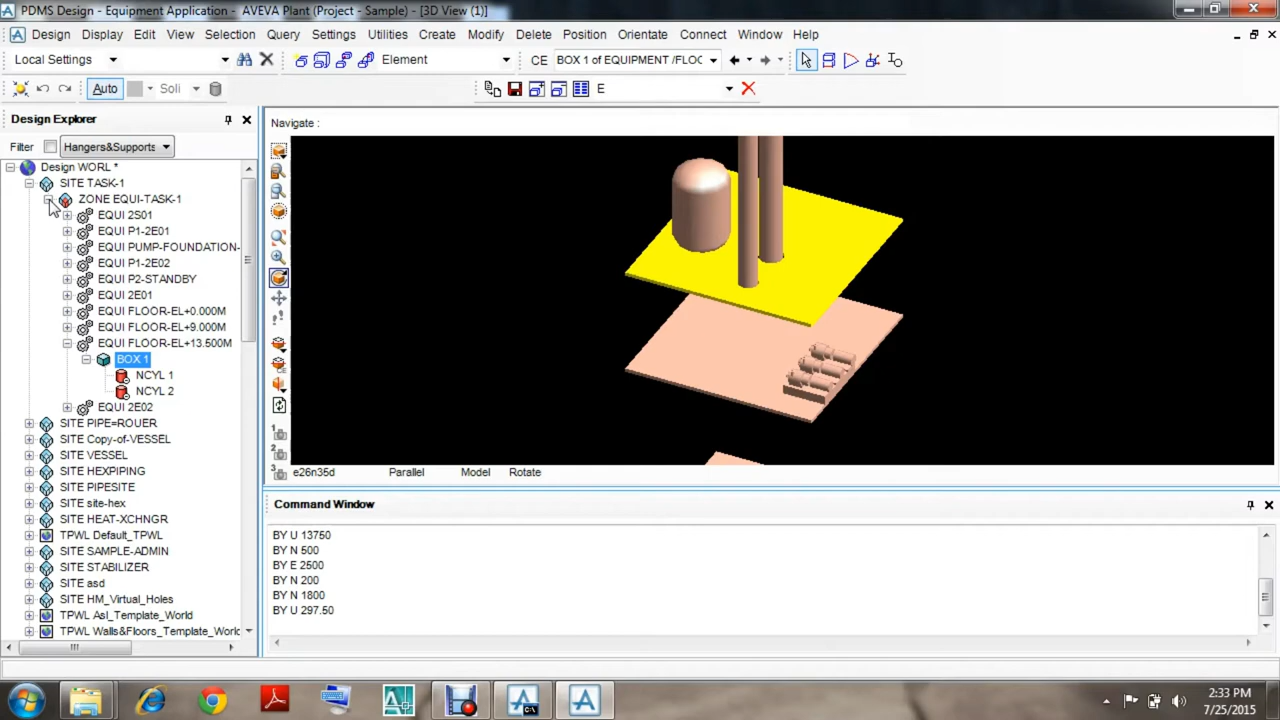 PDMS Design - Equipment Application - AVEVA Plant (Project - Sample) - [3D View (1)]
Design Display Edit View Selection Query Settings Utilities Create Modify Delete Position Orientate Connect Window Help
Local Settings Element CE BOX 1 of EQUIPMENT /FLOC
Auto Soli E
Design Explorer
Filter Hangers&Supports
Design WORL *
SITE TASK-1
ZONE EQUI-TASK-1
EQUI 2S01
EQUI P1-2E01
EQUI PUMP-FOUNDATION-
EQUI P1-2E02
EQUI P2-STANDBY
EQUI 2E01
EQUI FLOOR-EL+0.000M
EQUI FLOOR-EL+9.000M
EQUI FLOOR-EL+13.500M
BOX 1
NCYL 1
NCYL 2
EQUI 2E02
SITE PIPE=ROUER
SITE Copy-of-VESSEL
SITE VESSEL
SITE HEXPIPING
SITE PIPESITE
SITE site-hex
SITE HEAT-XCHNGR
TPWL Default_TPWL
SITE SAMPLE-ADMIN
SITE STABILIZER
SITE asd
SITE HM_Virtual_Holes
TPWL Asl_Template_World
TPWL Walls&Floors_Template_World
Navigate :
1
2
3
e26n35d Parallel Model Rotate
Command Window
BY U 13750
BY N 500
BY E 2500
BY N 200
BY N 1800
BY U 297.50
2:33 PM
7/25/2015